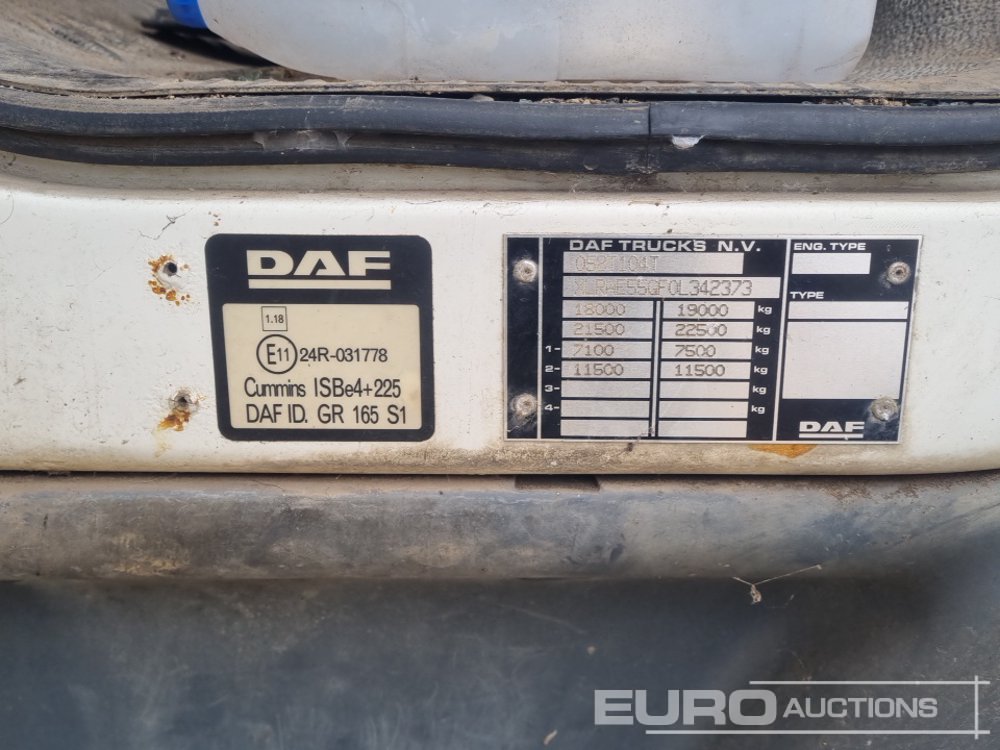 DAF
1.18
E11 24R-031778
Cummins ISBe4+225
DAF ID. GR 165 S1
DAF TRUCKS N.V.
18000 19000 kg
21500 22500 kg
1- 7100 7500 kg
2- 11500 11500 kg
3- kg
4- kg
ENG. TYPE
TYPE
DAF
EURO AUCTIONS